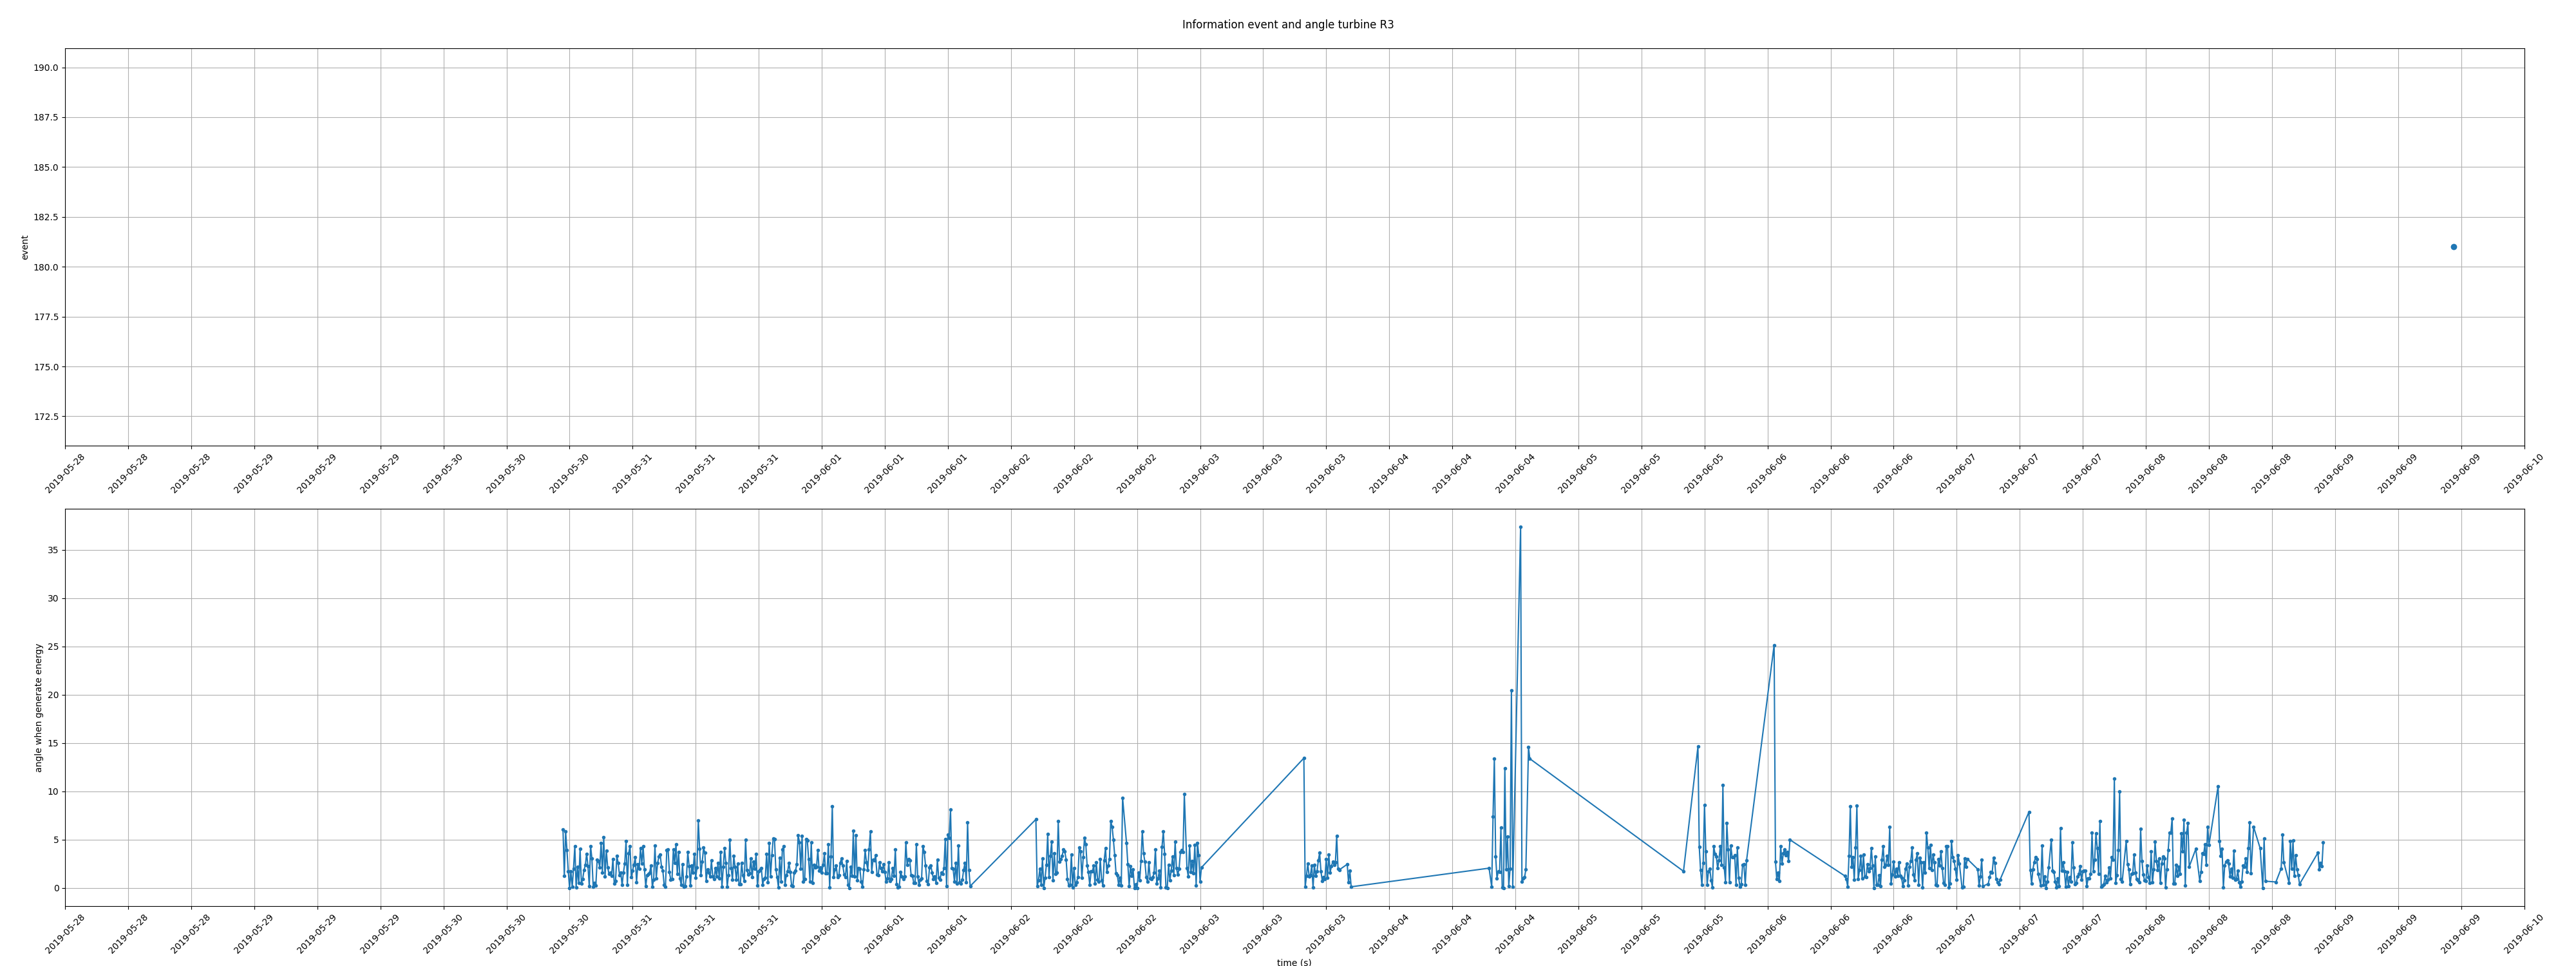 Information event and angle turbine R3
event
190.0
187.5
185.0
182.5
180.0
177.5
175.0
172.5
2019-05-28 2019-05-28 2019-05-28 2019-05-29 2019-05-29 2019-05-29 2019-05-30 2019-05-30 2019-05-30 2019-05-31 2019-05-31 2019-05-31 2019-06-01 2019-06-01 2019-06-01 2019-06-02 2019-06-02 2019-06-02 2019-06-03 2019-06-03 2019-06-03 2019-06-04 2019-06-04 2019-06-04 2019-06-05 2019-06-05 2019-06-05 2019-06-06 2019-06-06 2019-06-06 2019-06-07 2019-06-07 2019-06-07 2019-06-08 2019-06-08 2019-06-08 2019-06-09 2019-06-09 2019-06-09 2019-06-10
angle when generate energy
35
30
25
20
15
10
5
0
2019-05-28 2019-05-28 2019-05-28 2019-05-29 2019-05-29 2019-05-29 2019-05-30 2019-05-30 2019-05-30 2019-05-31 2019-05-31 2019-05-31 2019-06-01 2019-06-01 2019-06-01 2019-06-02 2019-06-02 2019-06-02 2019-06-03 2019-06-03 2019-06-03 2019-06-04 2019-06-04 2019-06-04 2019-06-05 2019-06-05 2019-06-05 2019-06-06 2019-06-06 2019-06-06 2019-06-07 2019-06-07 2019-06-07 2019-06-08 2019-06-08 2019-06-08 2019-06-09 2019-06-09 2019-06-09 2019-06-10
time (s)